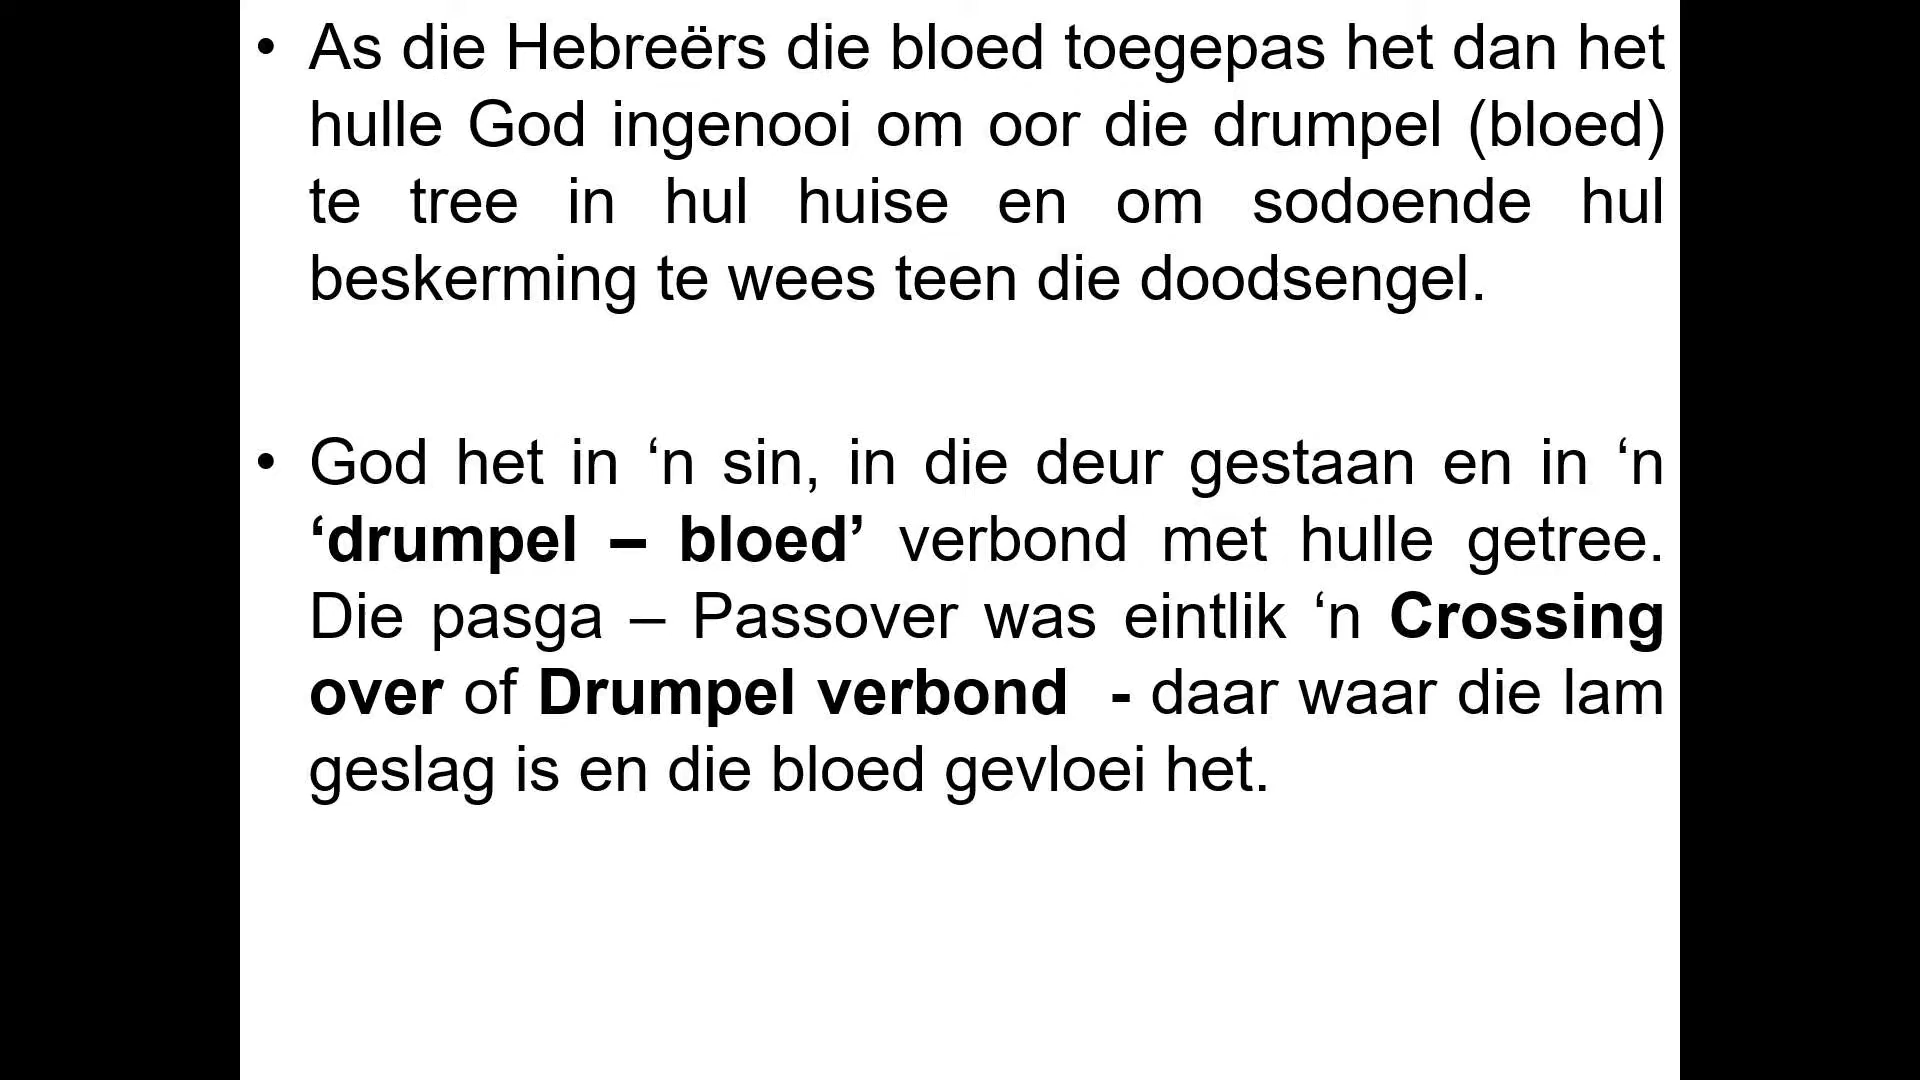 • As die Hebreërs die bloed toegepas het dan het
hulle God ingenooi om oor die drumpel (bloed)
te tree in hul huise en om sodoende hul
beskerming te wees teen die doodsengel.
• God het in ‘n sin, in die deur gestaan en in ‘n
‘drumpel – bloed’ verbond met hulle getree.
Die pasga – Passover was eintlik ‘n Crossing
over of Drumpel verbond - daar waar die lam
geslag is en die bloed gevloei het.